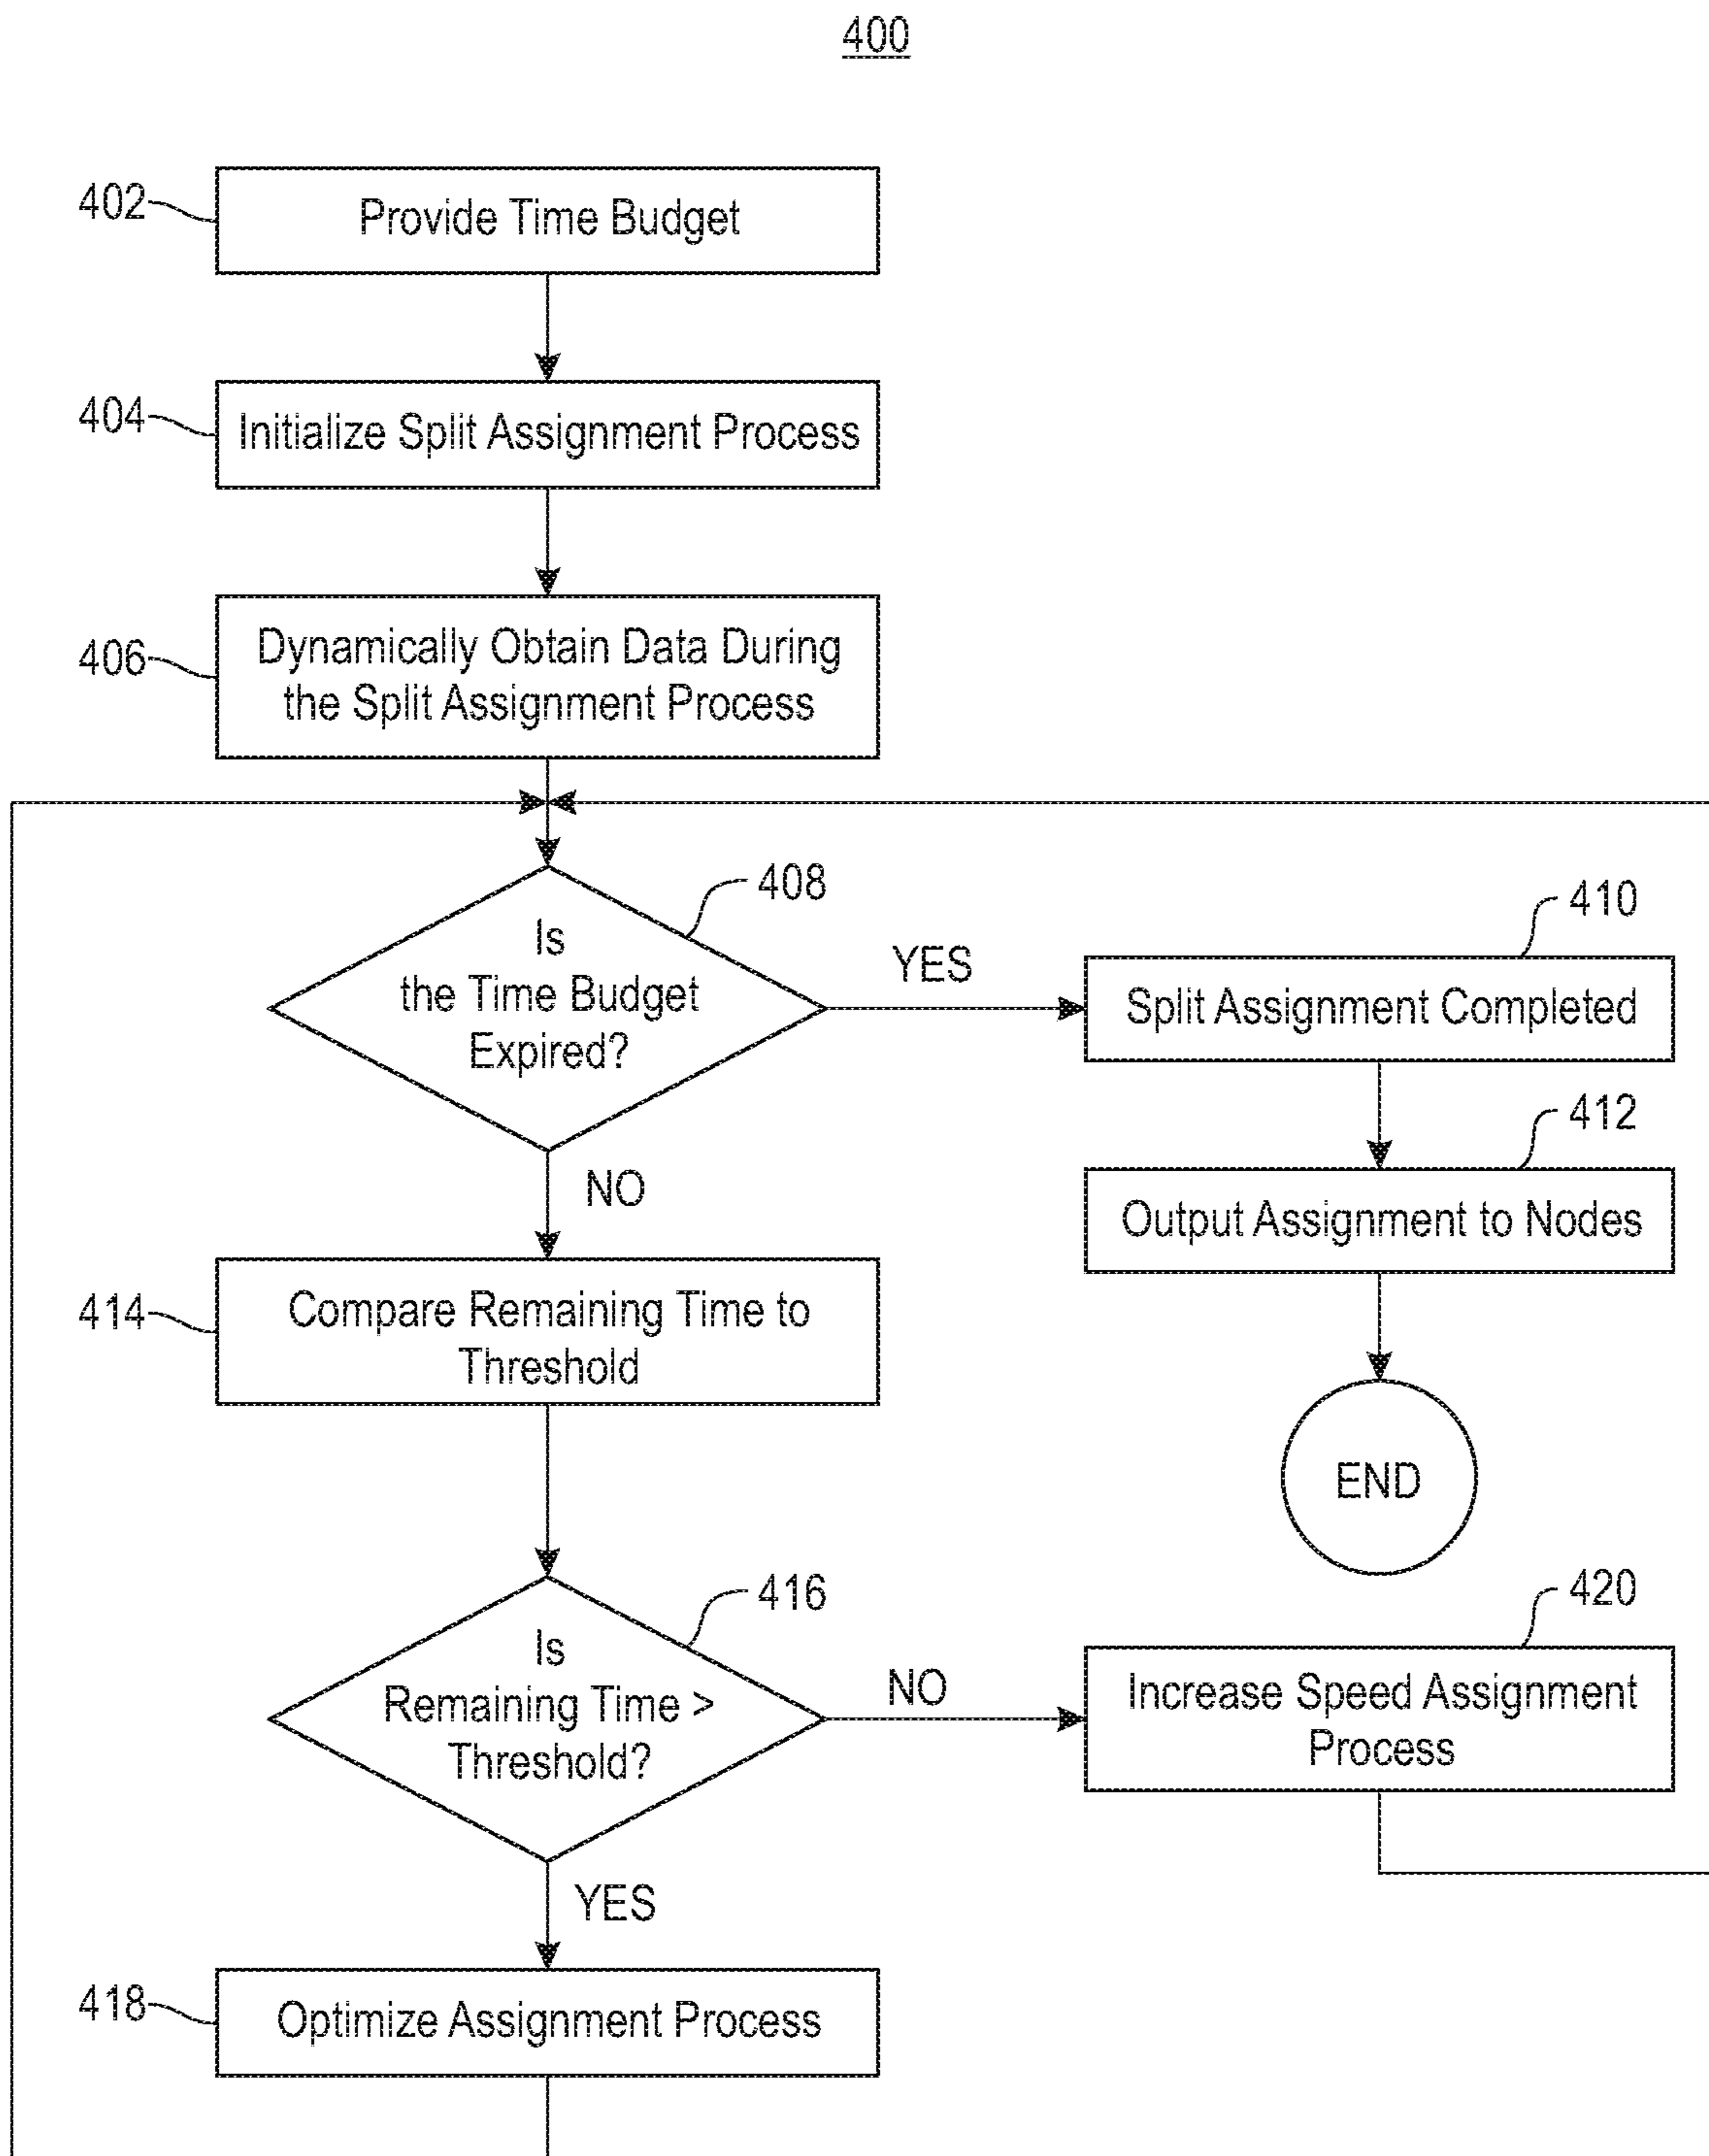 400
402
Provide Time Budget
404
Initialize Split Assignment Process
406
Dynamically Obtain Data During
the Split Assignment Process
408
Is
the Time Budget
Expired?
YES
410
Split Assignment Completed
412
Output Assignment to Nodes
END
NO
414
Compare Remaining Time to
Threshold
416
Is
Remaining Time >
Threshold?
NO
420
Increase Speed Assignment
Process
YES
418
Optimize Assignment Process